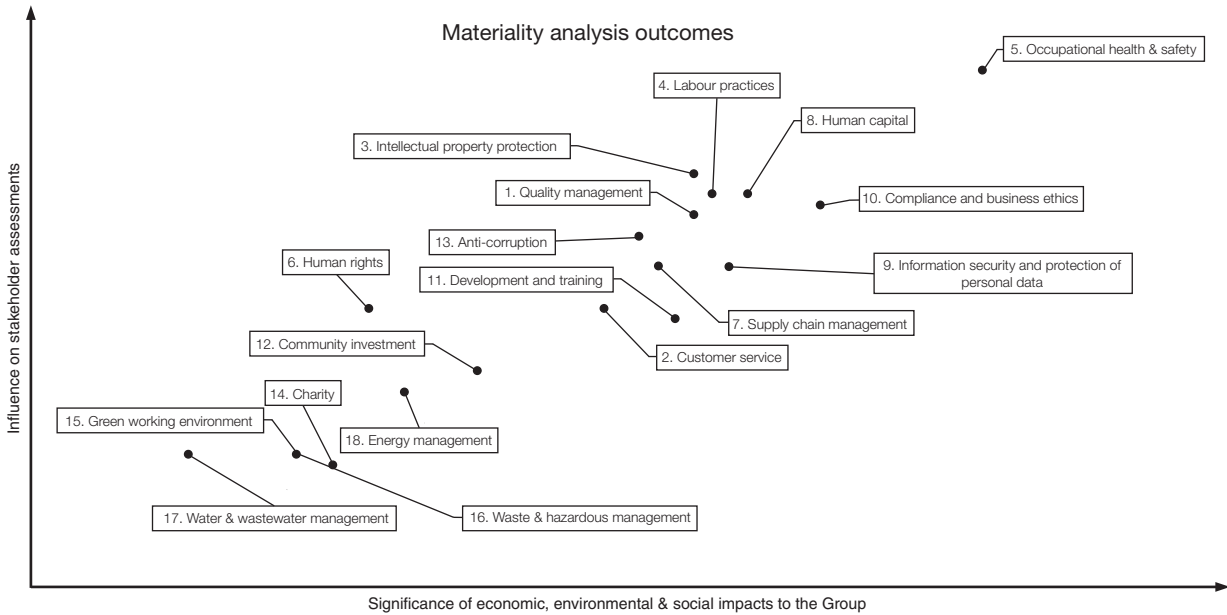 Materiality analysis outcomes
5. Occupational health & safety
4. Labour practices
8. Human capital
3. Intellectual property protection
1. Quality management
10. Compliance and business ethics
13. Anti-corruption
6. Human rights
9. Information security and protection of
personal data
11. Development and training
7. Supply chain management
12. Community investment
2. Customer service
14. Charity
15. Green working environment
18. Energy management
17. Water & wastewater management
16. Waste & hazardous management
Influence on stakeholder assessments
Significance of economic, environmental & social impacts to the Group